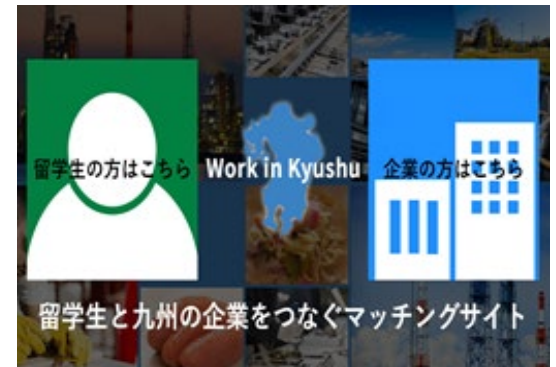 留学生の方はこちら
Work in Kyushu
企業の方はこちら
留学生と九州の企業をつなぐマッチングサイト